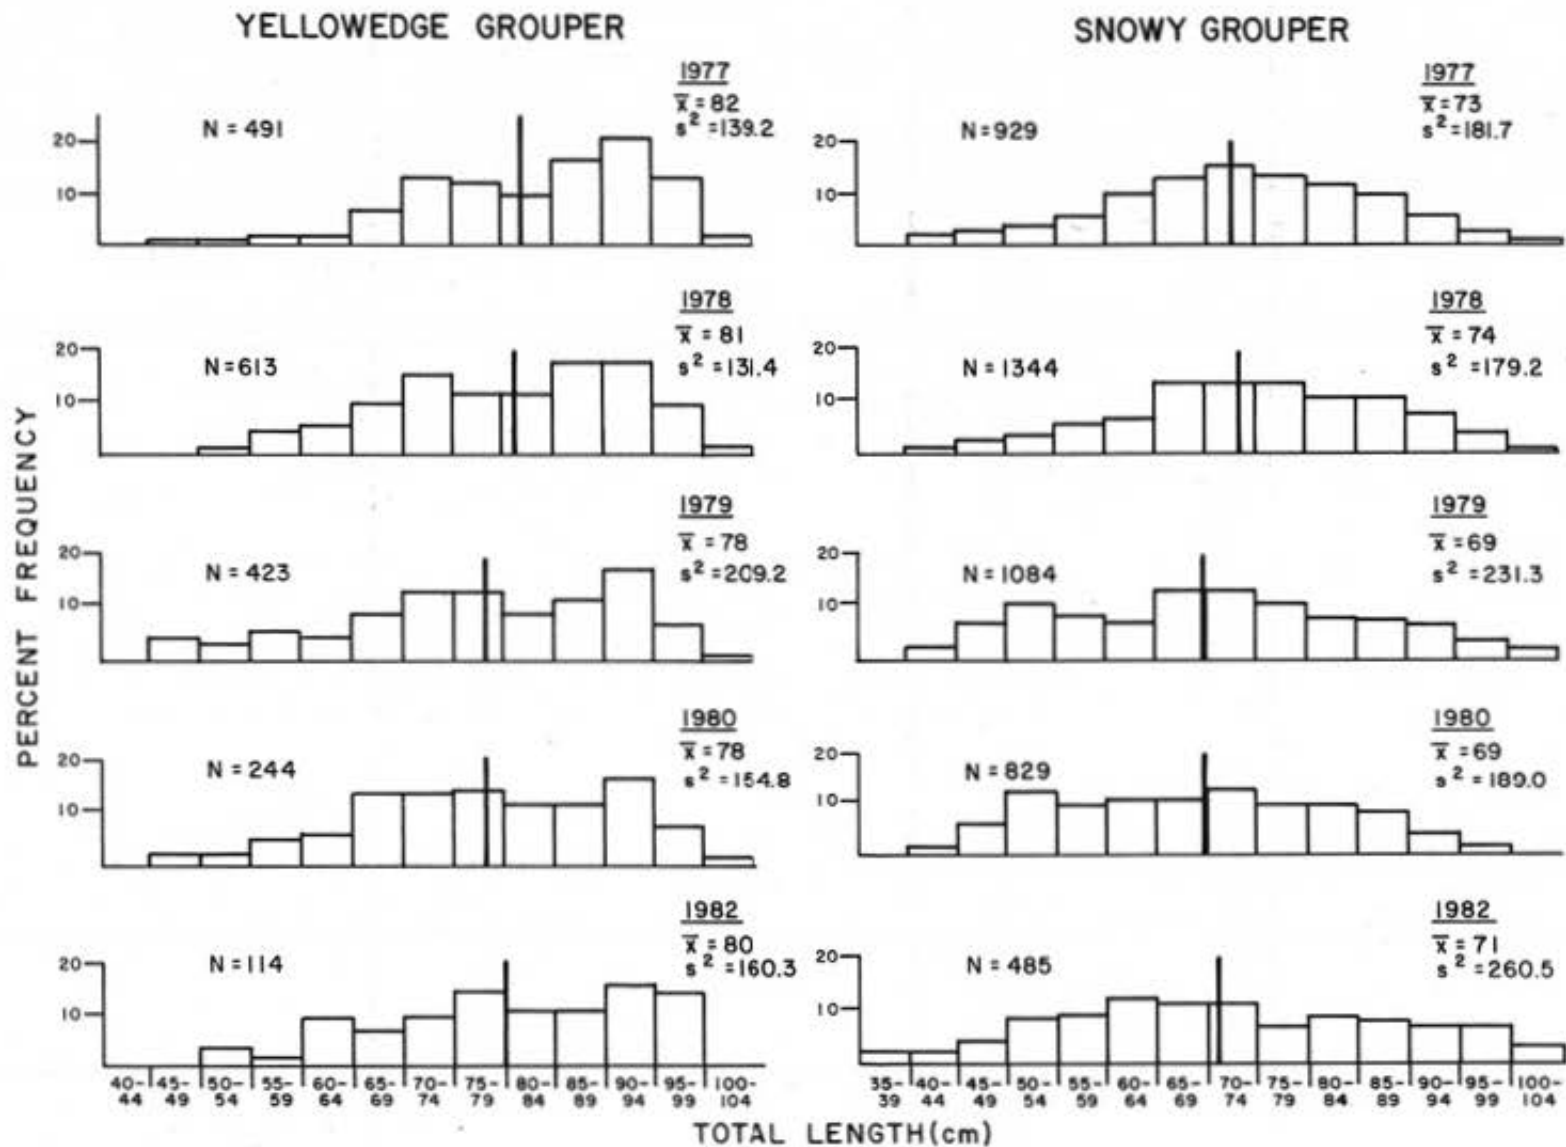 YELLOWEDGE GROUPER
1977
x̄ = 82
s² = 139.2
N = 491
20
10
1978
x̄ = 81
s² = 131.4
N = 613
20
10
1979
x̄ = 78
s² = 209.2
N = 423
20
10
1980
x̄ = 78
s² = 154.8
N = 244
20
10
1982
x̄ = 80
s² = 160.3
N = 114
20
10
40-44 45-49 50-54 55-59 60-64 65-69 70-74 75-79 80-84 85-89 90-94 95-99 100-104
SNOWY GROUPER
1977
x̄ = 73
s² = 181.7
N = 929
20
10
1978
x̄ = 74
s² = 179.2
N = 1344
20
10
1979
x̄ = 69
s² = 231.3
N = 1084
20
10
1980
x̄ = 69
s² = 189.0
N = 829
20
10
1982
x̄ = 71
s² = 260.5
N = 485
20
10
35-39 40-44 45-49 50-54 55-59 60-64 65-69 70-74 75-79 80-84 85-89 90-94 95-99 100-104
PERCENT FREQUENCY
TOTAL LENGTH (cm)